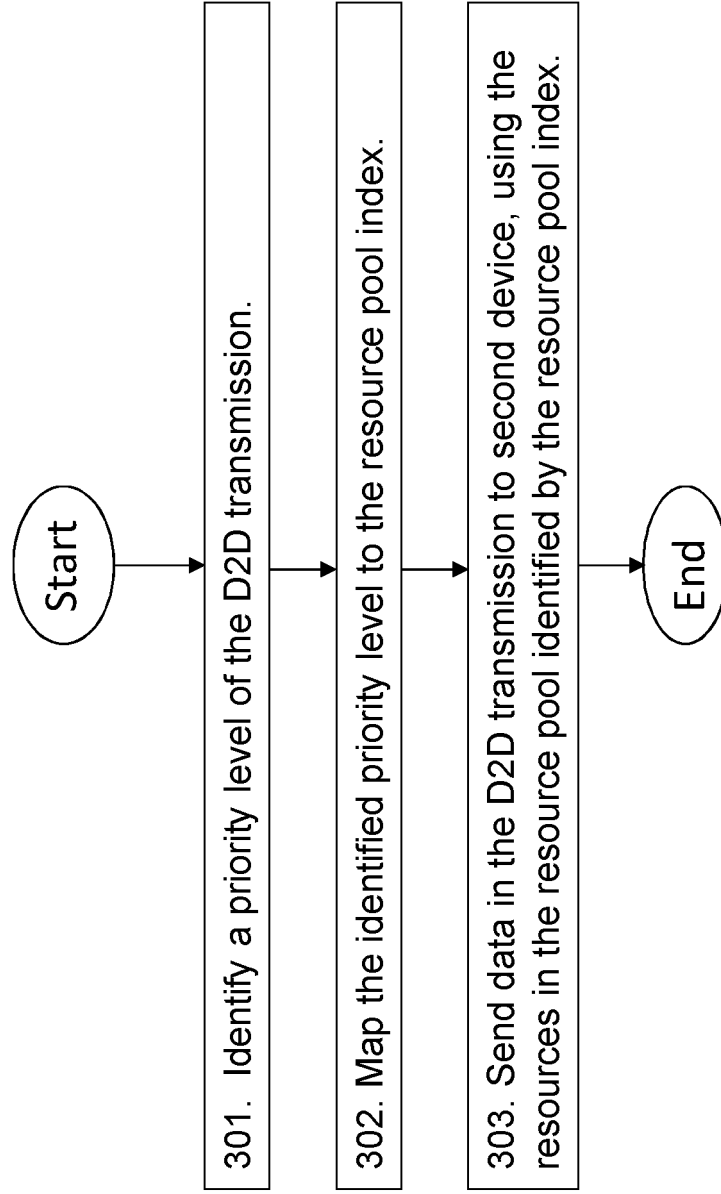 Start
301. Identify a priority level of the D2D transmission.
302. Map the identified priority level to the resource pool index.
303. Send data in the D2D transmission to second device, using the
resources in the resource pool identified by the resource pool index.
End